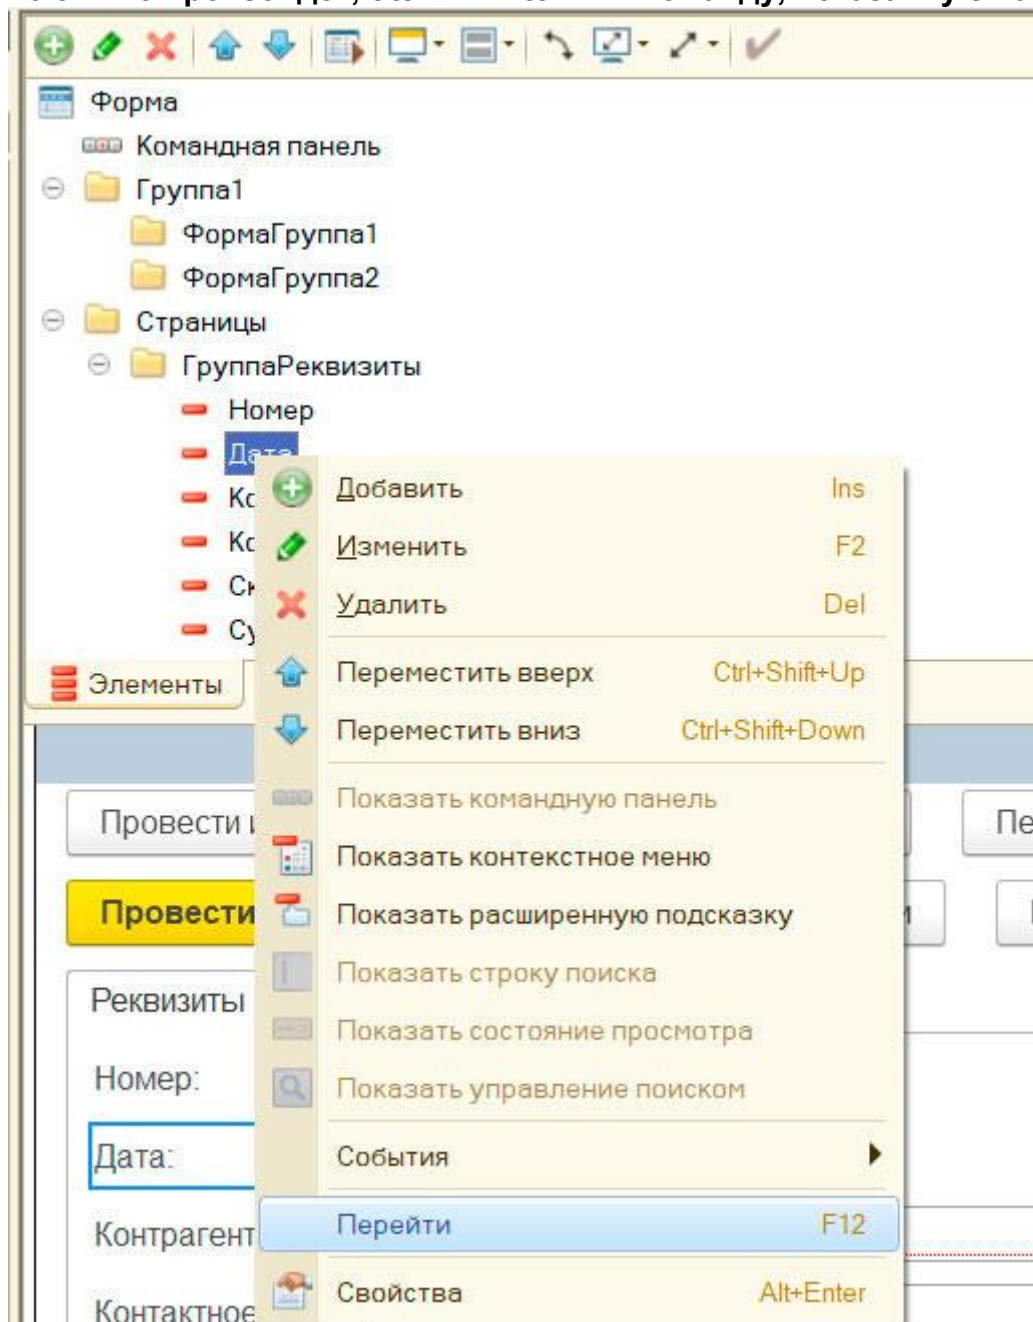 Форма
Командная панель
Группа1
ФормаГруппа1
ФормаГруппа2
Страницы
ГруппаРеквизиты
Номер
Дата
Добавить Ins
Изменить F2
Удалить Del
Переместить вверх Ctrl+Shift+Up
Элементы
Переместить вниз Ctrl+Shift+Down
Показать командную панель
Провести
Показать контекстное меню
Показать расширенную подсказку
Провести
Показать строку поиска
Реквизиты
Показать состояние просмотра
Номер:
Показать управление поиском
Дата:
События
Перейти F12
Контрагент
Свойства Alt+Enter
Контактное